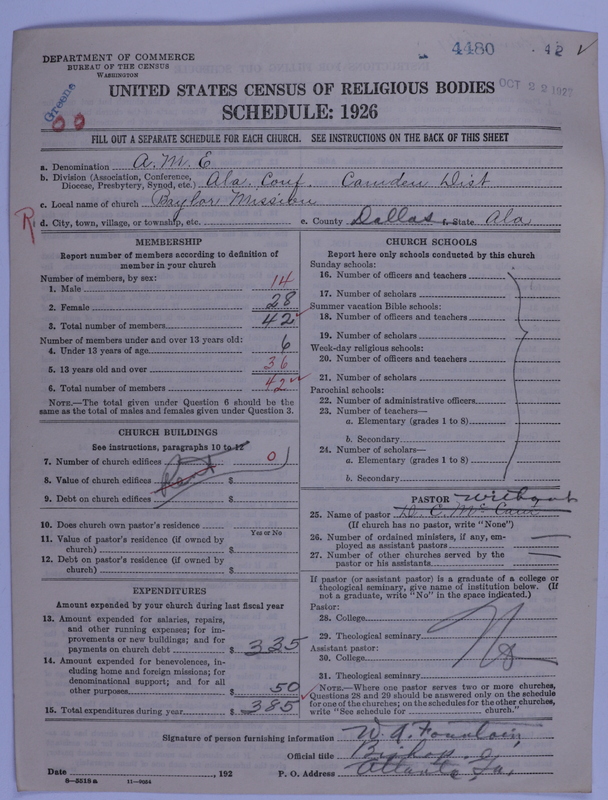 4480 . 42 ✓
DEPARTMENT OF COMMERCE
BUREAU OF THE CENSUS
WASHINGTON
Greene
00
UNITED STATES CENSUS OF RELIGIOUS BODIES
OCT 22 1927
SCHEDULE: 1926
FILL OUT A SEPARATE SCHEDULE FOR EACH CHURCH. SEE INSTRUCTIONS ON THE BACK OF THIS SHEET
a. Denomination A.M.E.
b. Division (Association, Conference, Diocese, Presbytery, Synod, etc.) Ala. Conf. Camden Dist
c. Local name of church Baylor Mission
R d. City, town, village, or township, etc. e. County Dallas f. State Ala
MEMBERSHIP
Report number of members according to definition of
member in your church
Number of members, by sex:
1. Male 14
2. Female 28
3. Total number of members 42 ✓
Number of members under and over 13 years old:
4. Under 13 years of age 6
5. 13 years old and over 36
6. Total number of members 42 ✓
NOTE.—The total given under Question 6 should be the
same as the total of males and females given under Question 3.
CHURCH BUILDINGS
See instructions, paragraphs 10 to 12
7. Number of church edifices 0
8. Value of church edifices $
9. Debt on church edifices $
10. Does church own pastor's residence
Yes or No
11. Value of pastor's residence (if owned by
church) $
12. Debt on pastor's residence (if owned by
church) $
EXPENDITURES
Amount expended by your church during last fiscal year
13. Amount expended for salaries, repairs,
and other running expenses; for im-
provements or new buildings; and for
payments on church debt $ 335
14. Amount expended for benevolences, in-
cluding home and foreign missions; for
denominational support; and for all
other purposes $ 50
15. Total expenditures during year $ 385 ✓
CHURCH SCHOOLS
Report here only schools conducted by this church
Sunday schools:
16. Number of officers and teachers
17. Number of scholars
Summer vacation Bible schools:
18. Number of officers and teachers
19. Number of scholars
Week-day religious schools:
20. Number of officers and teachers
21. Number of scholars
Parochial schools:
22. Number of administrative officers
23. Number of teachers—
a. Elementary (grades 1 to 8)
b. Secondary
24. Number of scholars—
a. Elementary (grades 1 to 8)
b. Secondary
PASTOR without
25. Name of pastor D. E. McCain
(If church has no pastor, write "None")
26. Number of ordained ministers, if any, em-
ployed as assistant pastors
27. Number of other churches served by the
pastor or his assistants
If pastor (or assistant pastor) is a graduate of a college or
theological seminary, give name of institution below. (If
not a graduate, write "No" in the space indicated.)
Pastor:
28. College
29. Theological seminary
No
Assistant pastor:
30. College
31. Theological seminary
NOTE.—Where one pastor serves two or more churches,
Questions 28 and 29 should be answered only on the schedule
for one of the churches; on the schedules for the other churches,
write "See schedule for church."
Signature of person furnishing information W. A. Fountain,
Official title Bishop
Date , 192 P. O. Address Atlanta, Ga.
8—5518a 11—9084